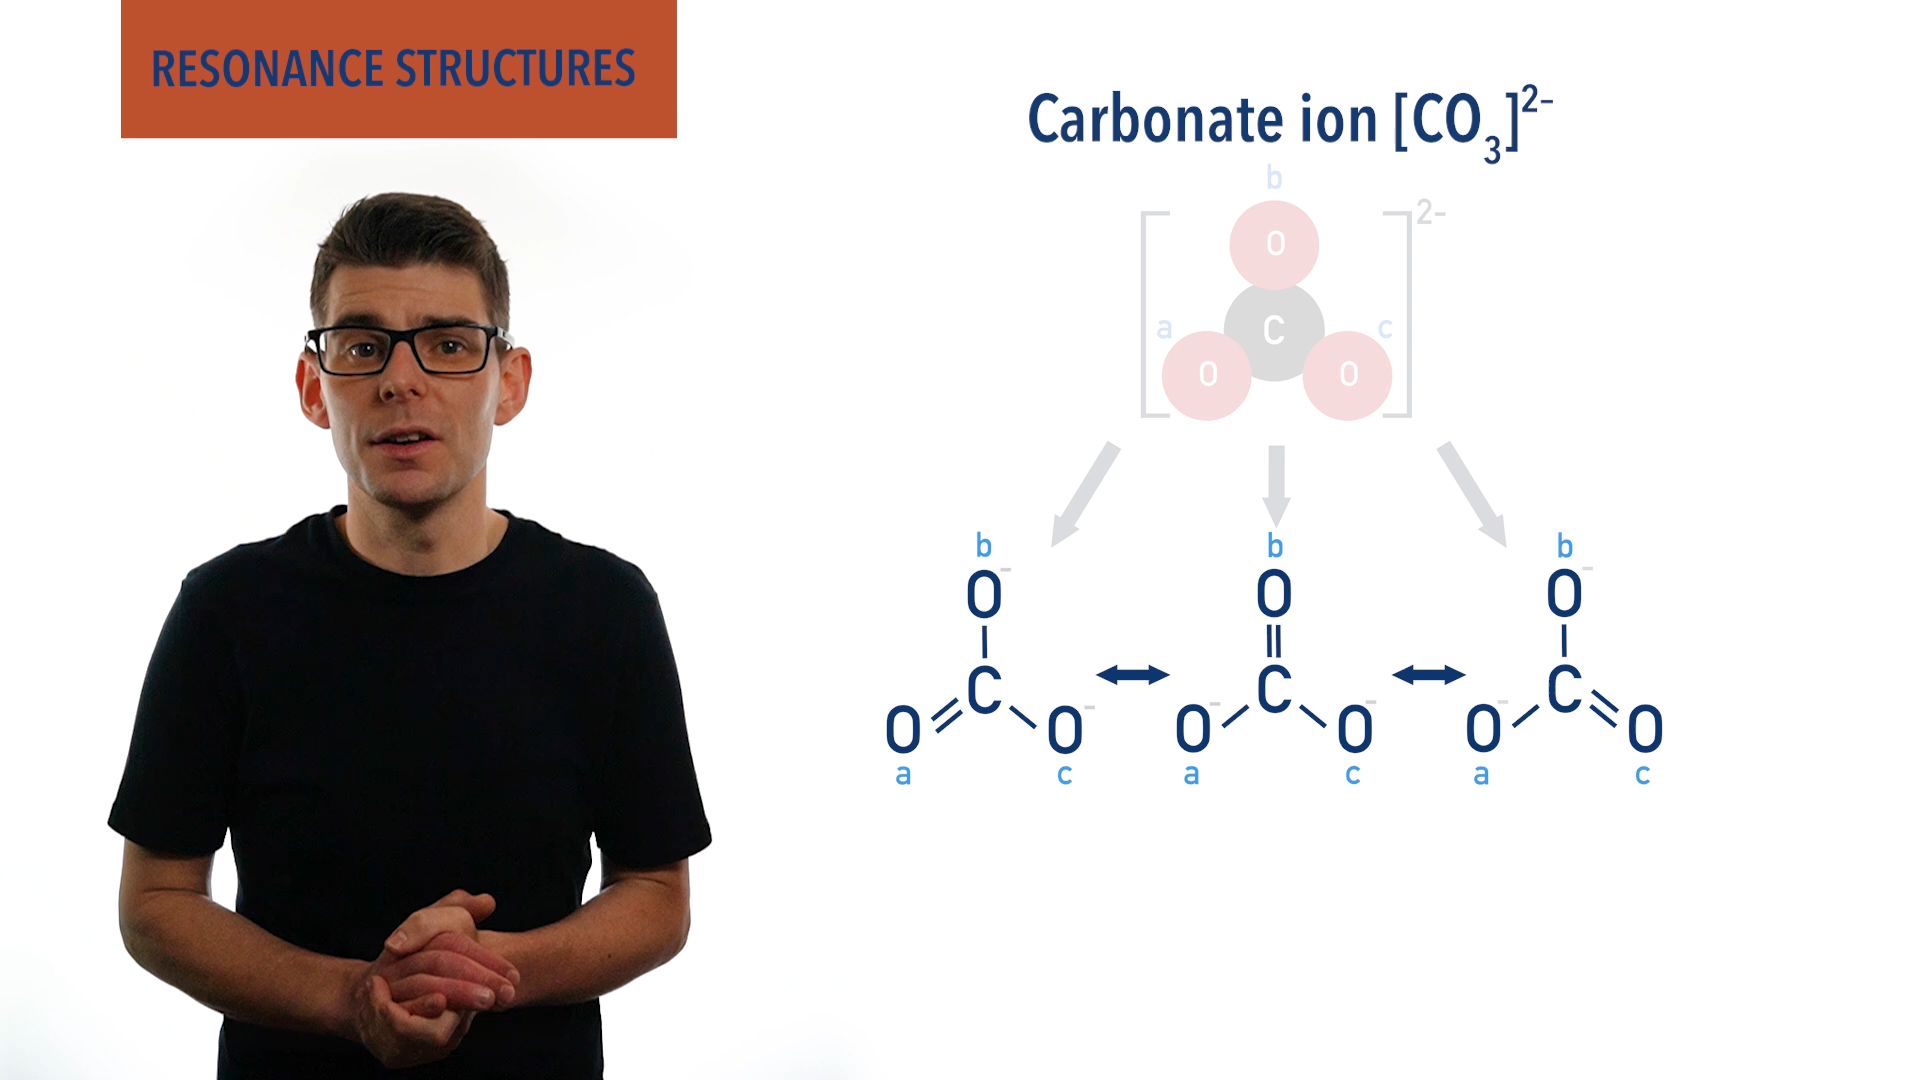 RESONANCE STRUCTURES
Carbonate ion [CO₃]²⁻
b
2-
O
a
C
c
O
O
b
b
b
O⁻
O
O⁻
C
C
C
O
O⁻
O⁻
O⁻
O⁻
O
a
c
a
c
a
c